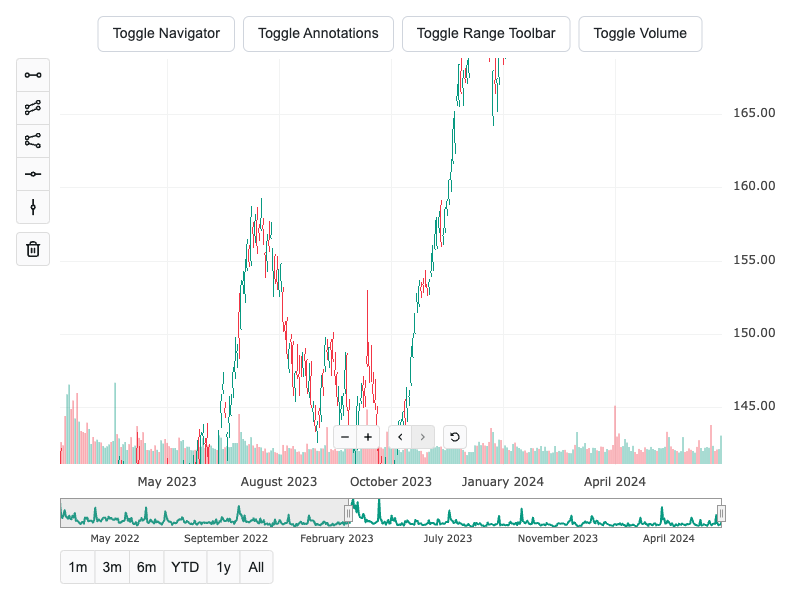 Toggle Navigator Toggle Annotations Toggle Range Toolbar Toggle Volume
165.00
160.00
155.00
150.00
145.00
May 2023 August 2023 October 2023 January 2024 April 2024
May 2022 September 2022 February 2023 July 2023 November 2023 April 2024
1m 3m 6m YTD 1y All